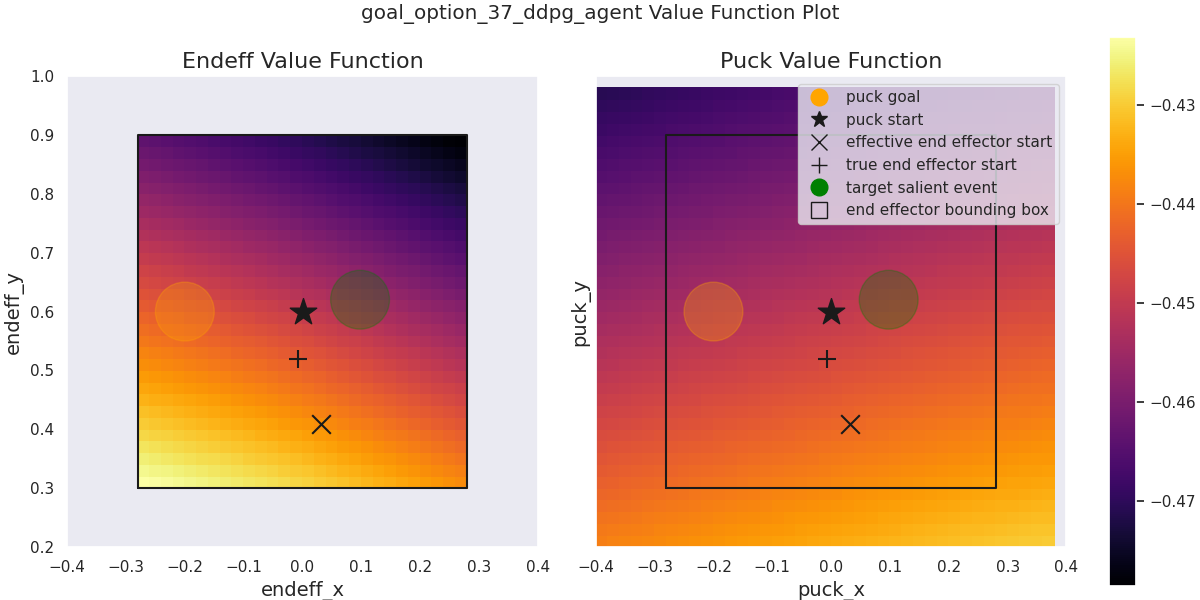 goal_option_37_ddpg_agent Value Function Plot
Endeff Value Function
1.0
0.9
0.8
0.7
0.6
0.5
0.4
0.3
0.2
endeff_y
−0.4 −0.3 −0.2 −0.1 0.0 0.1 0.2 0.3 0.4
endeff_x
Puck Value Function
puck goal
puck start
effective end effector start
true end effector start
target salient event
end effector bounding box
puck_y
−0.4 −0.3 −0.2 −0.1 0.0 0.1 0.2 0.3 0.4
puck_x
−0.43
−0.44
−0.45
−0.46
−0.47